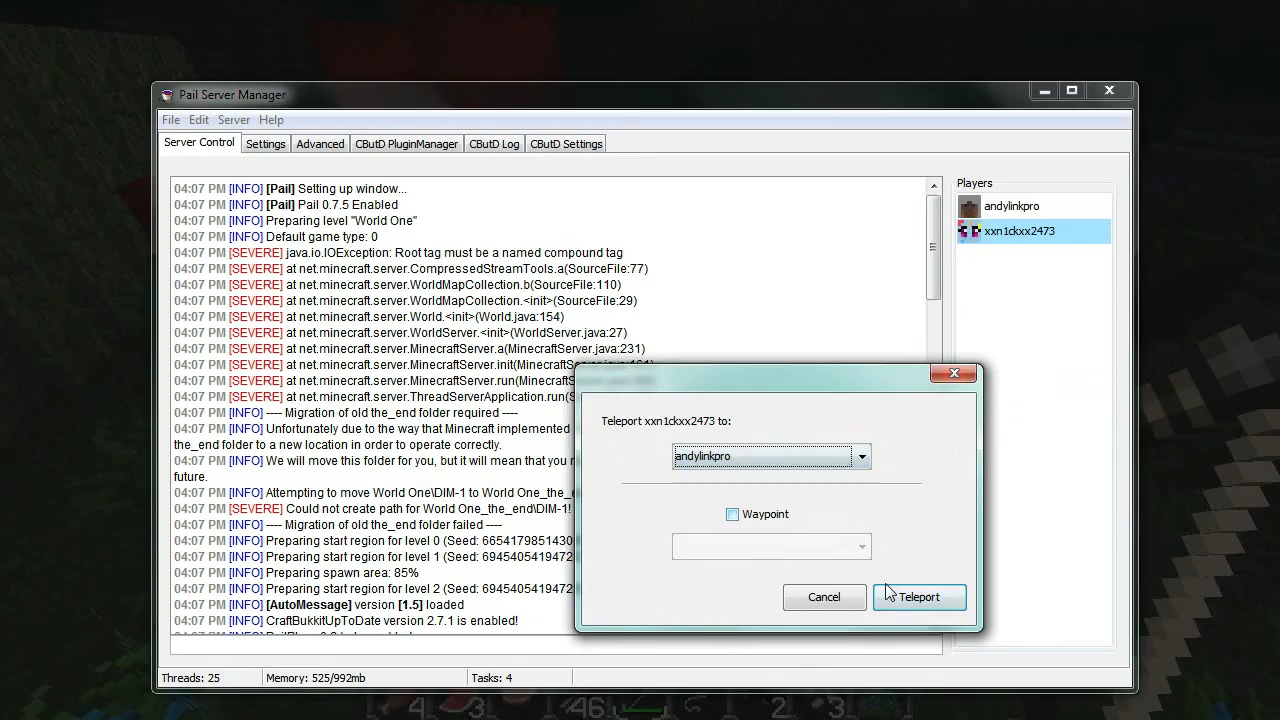 Pail Server Manager
File Edit Server Help
Server Control Settings Advanced CButD PluginManager CButD Log CButD Settings
04:07 PM [INFO] [Pail] Setting up window...
04:07 PM [INFO] [Pail] Pail 0.7.5 Enabled
04:07 PM [INFO] Preparing level "World One"
04:07 PM [INFO] Default game type: 0
04:07 PM [SEVERE] java.io.IOException: Root tag must be a named compound tag
04:07 PM [SEVERE] at net.minecraft.server.CompressedStreamTools.a(SourceFile:77)
04:07 PM [SEVERE] at net.minecraft.server.WorldMapCollection.b(SourceFile:110)
04:07 PM [SEVERE] at net.minecraft.server.WorldMapCollection.<init>(SourceFile:29)
04:07 PM [SEVERE] at net.minecraft.server.World.<init>(World.java:154)
04:07 PM [SEVERE] at net.minecraft.server.WorldServer.<init>(WorldServer.java:27)
04:07 PM [SEVERE] at net.minecraft.server.MinecraftServer.a(MinecraftServer.java:231)
04:07 PM [SEVERE] at net.minecraft.server.MinecraftServer.init(MinecraftServer.java:161)
04:07 PM [SEVERE] at net.minecraft.server.MinecraftServer.run(Minecraft
04:07 PM [SEVERE] at net.minecraft.server.ThreadServerApplication.run(S
04:07 PM [INFO] ---- Migration of old the_end folder required ----
04:07 PM [INFO] Unfortunately due to the way that Minecraft implemented
the_end folder to a new location in order to operate correctly.
04:07 PM [INFO] We will move this folder for you, but it will mean that you
future.
04:07 PM [INFO] Attempting to move World One\DIM-1 to World One_the_e
04:07 PM [SEVERE] Could not create path for World One_the_end\DIM-1!
04:07 PM [INFO] ---- Migration of old the_end folder failed ----
04:07 PM [INFO] Preparing start region for level 0 (Seed: 6654179851430
04:07 PM [INFO] Preparing start region for level 1 (Seed: 6945405419472
04:07 PM [INFO] Preparing spawn area: 85%
04:07 PM [INFO] Preparing start region for level 2 (Seed: 6945405419472
04:07 PM [INFO] [AutoMessage] version [1.5] loaded
04:07 PM [INFO] CraftBukkitUpToDate version 2.7.1 is enabled!
Players
andylinkpro
xxn1ckxx2473
Teleport xxn1ckxx2473 to:
andylinkpro
Waypoint
Cancel Teleport
Threads: 25 Memory: 525/992mb Tasks: 4
4 3 46 2 3